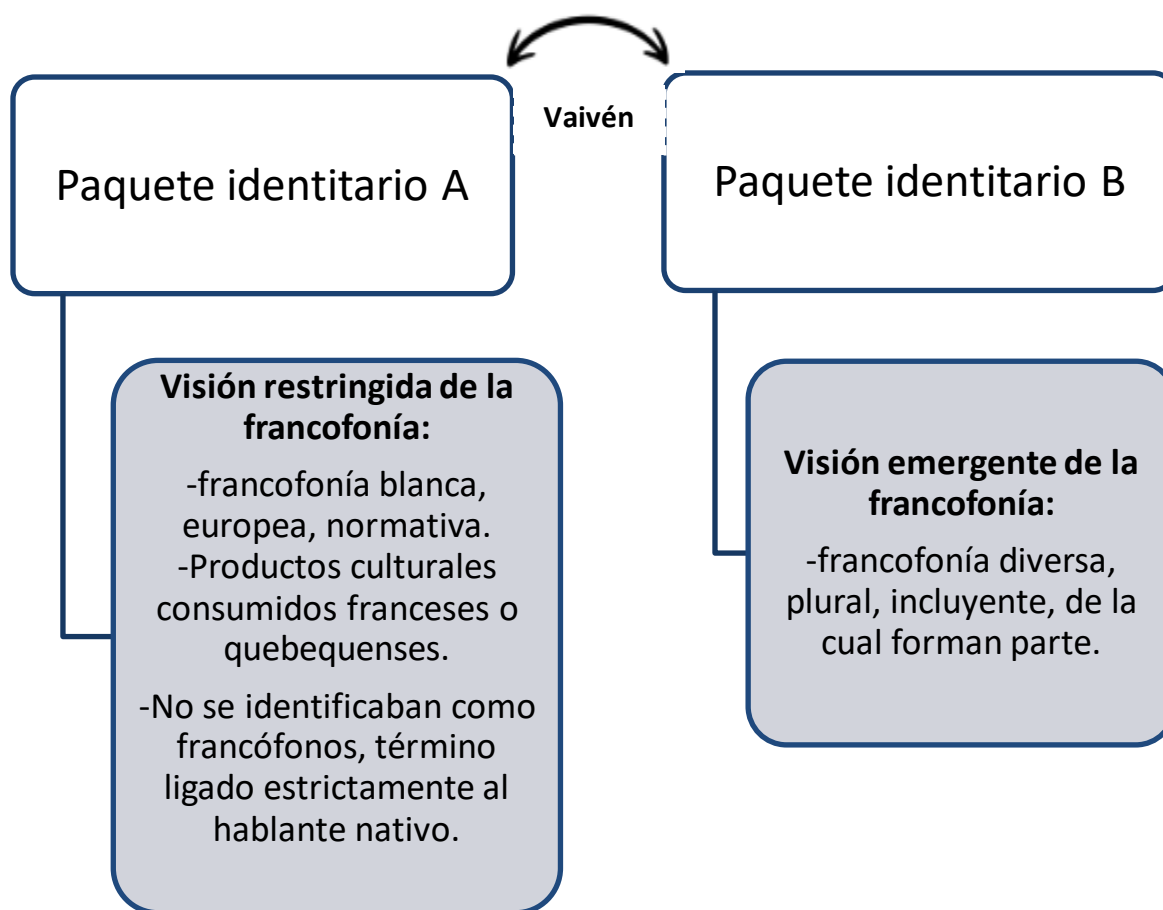 Vaivén
Paquete identitario A
Paquete identitario B
Visión restringida de la
francofonía:
-francofonía blanca,
europea, normativa.
-Productos culturales
consumidos franceses o
quebequenses.
-No se identificaban como
francófonos, término
ligado estrictamente al
hablante nativo.
Visión emergente de la
francofonía:
-francofonía diversa,
plural, incluyente, de la
cual forman parte.